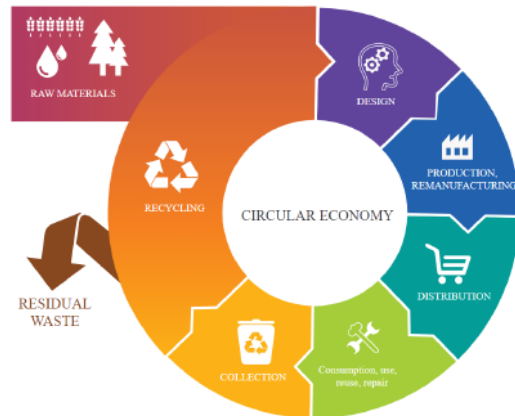 RAW MATERIALS
DESIGN
PRODUCTION,
REMANUFACTURING
DISTRIBUTION
Consumption, use,
reuse, repair
COLLECTION
RECYCLING
CIRCULAR ECONOMY
RESIDUAL
WASTE